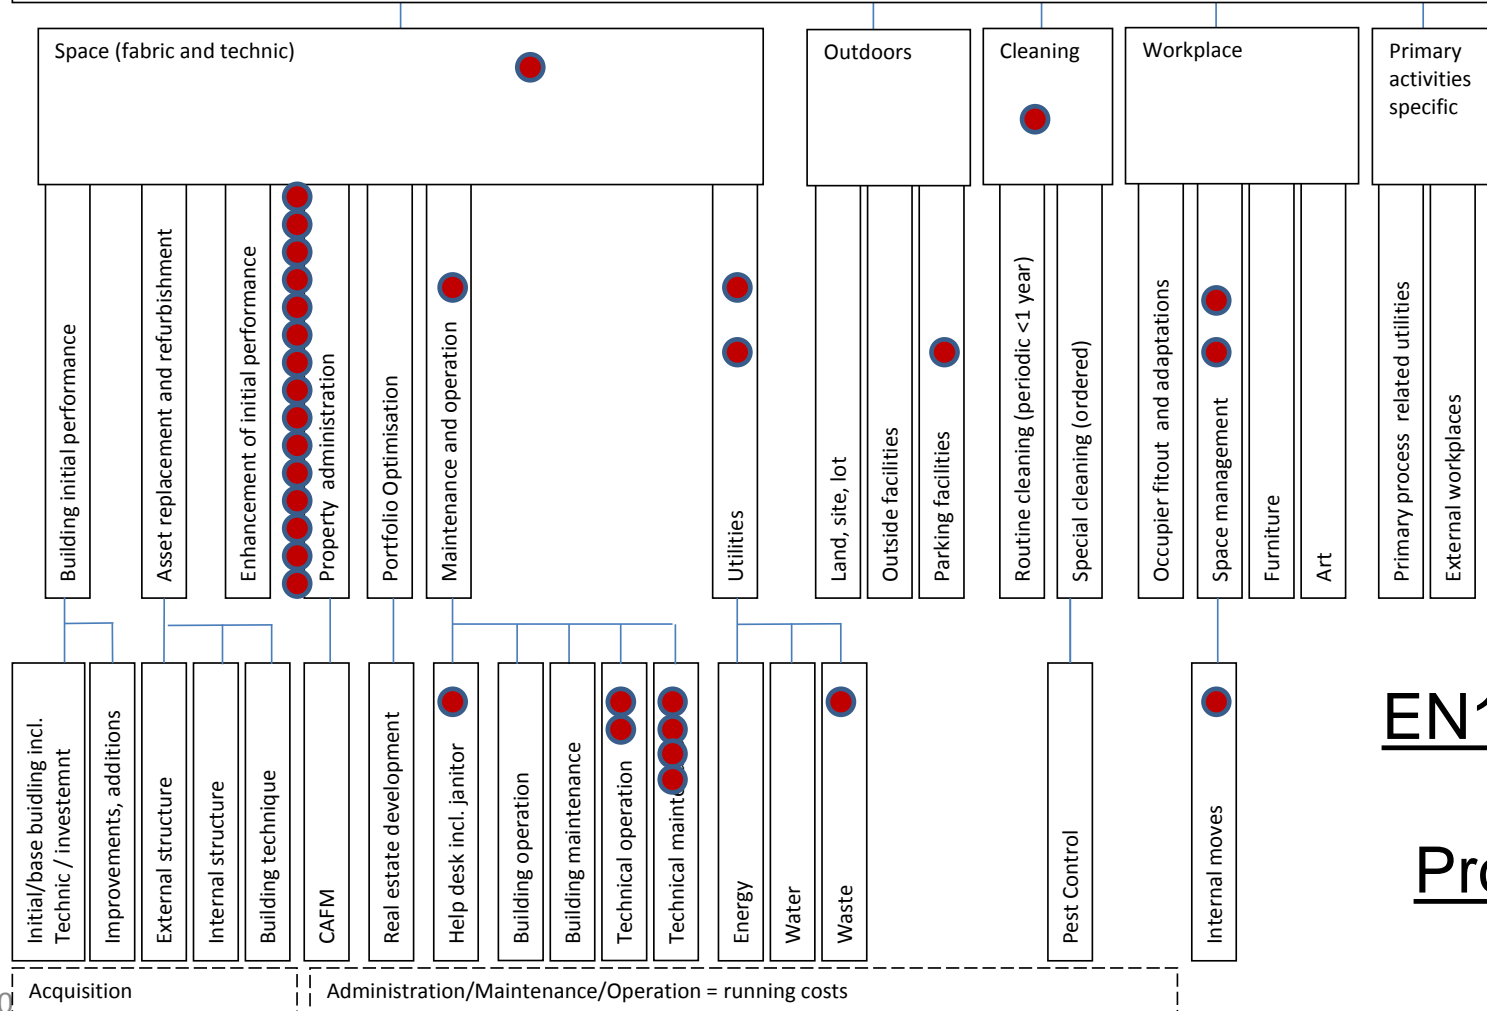 Space (fabric and technic)
Outdoors
Cleaning
Workplace
Primary
activities
specific
Building initial performance
Asset replacement and refurbishment
Enhancement of initial performance
Property administration
Portfolio Optimisation
Maintenance and operation
Utilities
Land, site, lot
Outside facilities
Parking facilities
Routine cleaning (periodic <1 year)
Special cleaning (ordered)
Occupier fitout and adaptations
Space management
Furniture
Art
Primary process related utilities
External workplaces
Initial/base buidling incl.
Technic / investemnt
Improvements, additions
External structure
Internal structure
Building technique
CAFM
Real estate development
Help desk incl. janitor
Building operation
Building maintenance
Technical operation
Technical mainte
Energy
Water
Waste
Pest Control
Internal moves
EN1
Pro
Acquisition
Administration/Maintenance/Operation = running costs